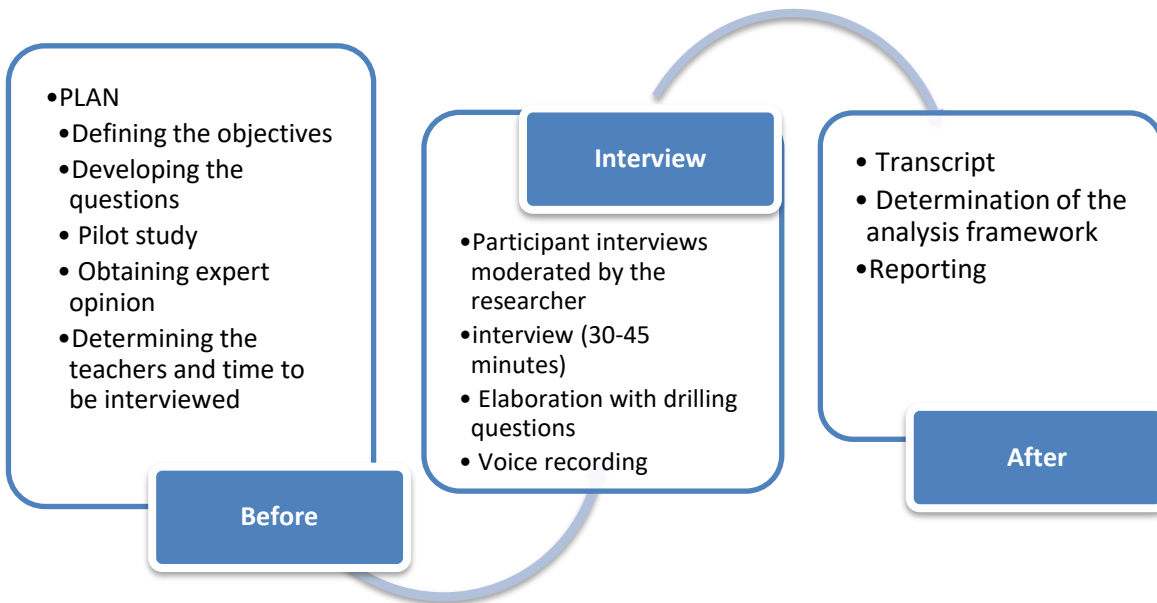 •PLAN
•Defining the objectives
•Developing the
questions
• Pilot study
• Obtaining expert
opinion
•Determining the
teachers and time to
be interviewed
Before
Interview
•Participant interviews
moderated by the
researcher
•interview (30-45
minutes)
• Elaboration with drilling
questions
• Voice recording
• Transcript
• Determination of the
analysis framework
•Reporting
After